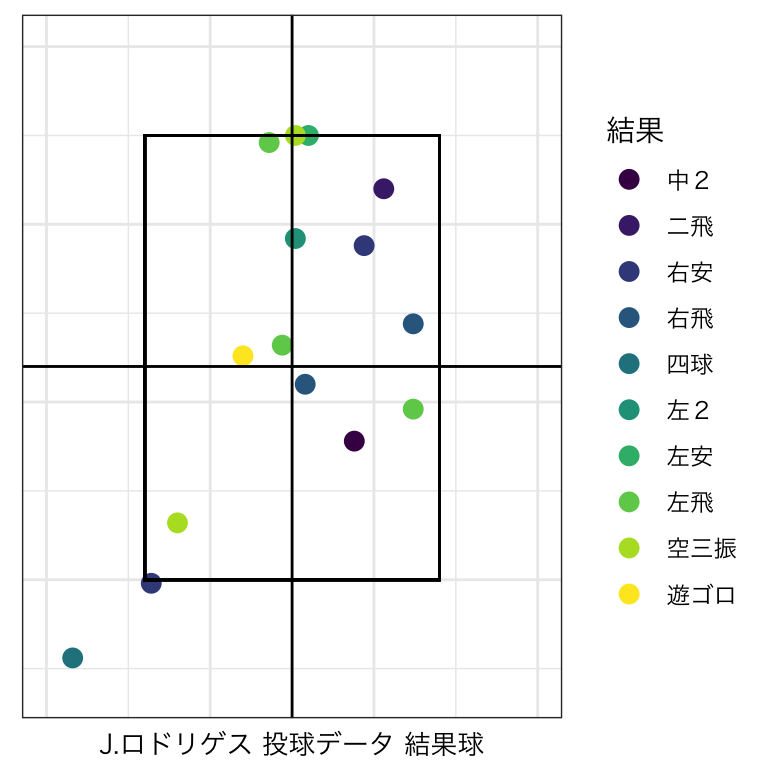 結果
中２
二飛
右安
右飛
四球
左２
左安
左飛
空三振
遊ゴロ
J.ロドリゲス 投球データ 結果球